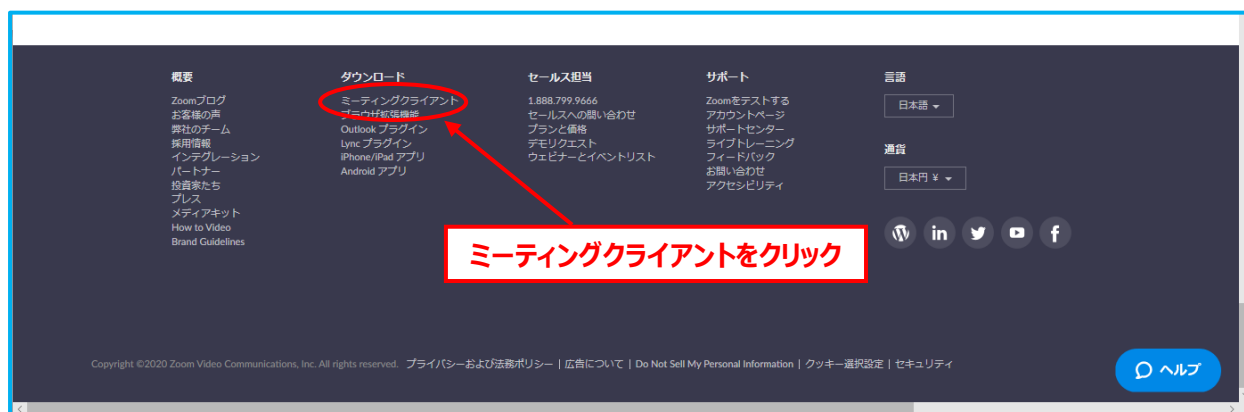 概要
Zoomブログ
お客様の声
弊社のチーム
採用情報
インテグレーション
パートナー
投資家たち
プレス
メディアキット
How to Video
Brand Guidelines
ダウンロード
ミーティングクライアント
ブラウザ拡張機能
Outlook プラグイン
Lync プラグイン
iPhone/iPad アプリ
Android アプリ
セールス担当
1.888.799.9666
セールスへの問い合わせ
プランと価格
デモリクエスト
ウェビナーとイベントリスト
サポート
Zoomをテストする
アカウントページ
サポートセンター
ライブトレーニング
フィードバック
お問い合わせ
アクセシビリティ
言語
日本語
通貨
日本円 ¥
ミーティングクライアントをクリック
Copyright ©2020 Zoom Video Communications, Inc. All rights reserved. プライバシーおよび法務ポリシー | 広告について | Do Not Sell My Personal Information | クッキー選択設定 | セキュリティ
ヘルプ